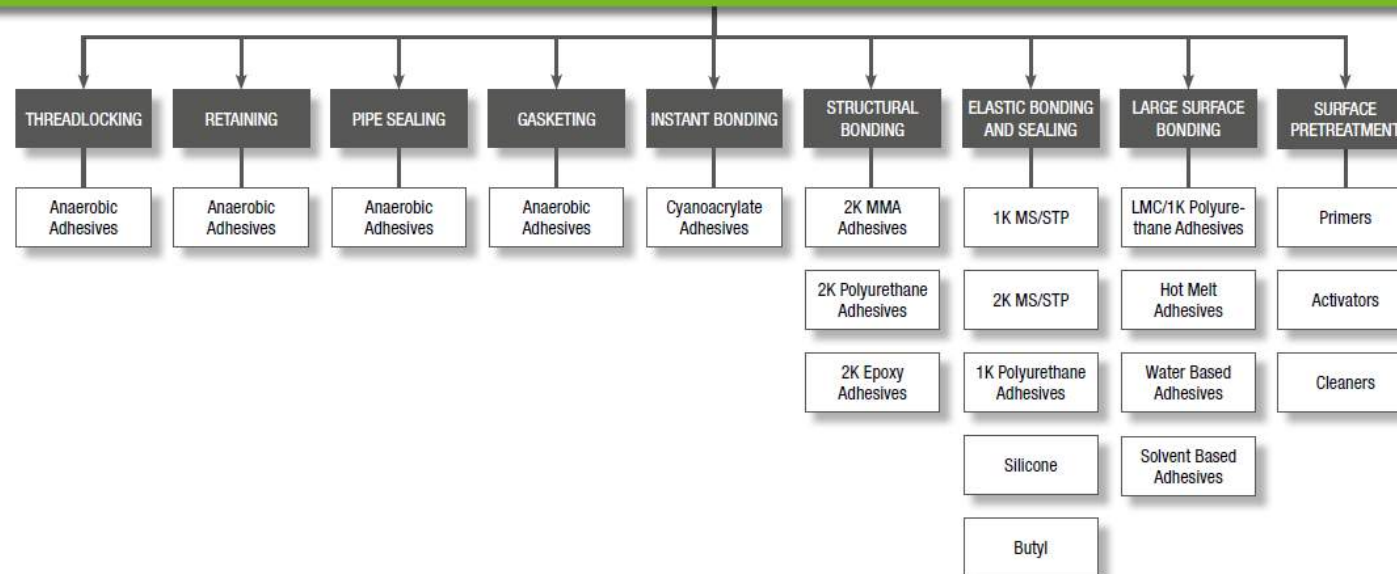 THREADLOCKING
RETAINING
PIPE SEALING
GASKETING
INSTANT BONDING
STRUCTURAL
BONDING
ELASTIC BONDING
AND SEALING
LARGE SURFACE
BONDING
SURFACE
PRETREATMENT
Anaerobic
Adhesives
Anaerobic
Adhesives
Anaerobic
Adhesives
Anaerobic
Adhesives
Cyanoacrylate
Adhesives
2K MMA
Adhesives
1K MS/STP
LMC/1K Polyure-
thane Adhesives
Primers
2K Polyurethane
Adhesives
2K MS/STP
Hot Melt
Adhesives
Activators
2K Epoxy
Adhesives
1K Polyurethane
Adhesives
Water Based
Adhesives
Cleaners
Silicone
Solvent Based
Adhesives
Butyl